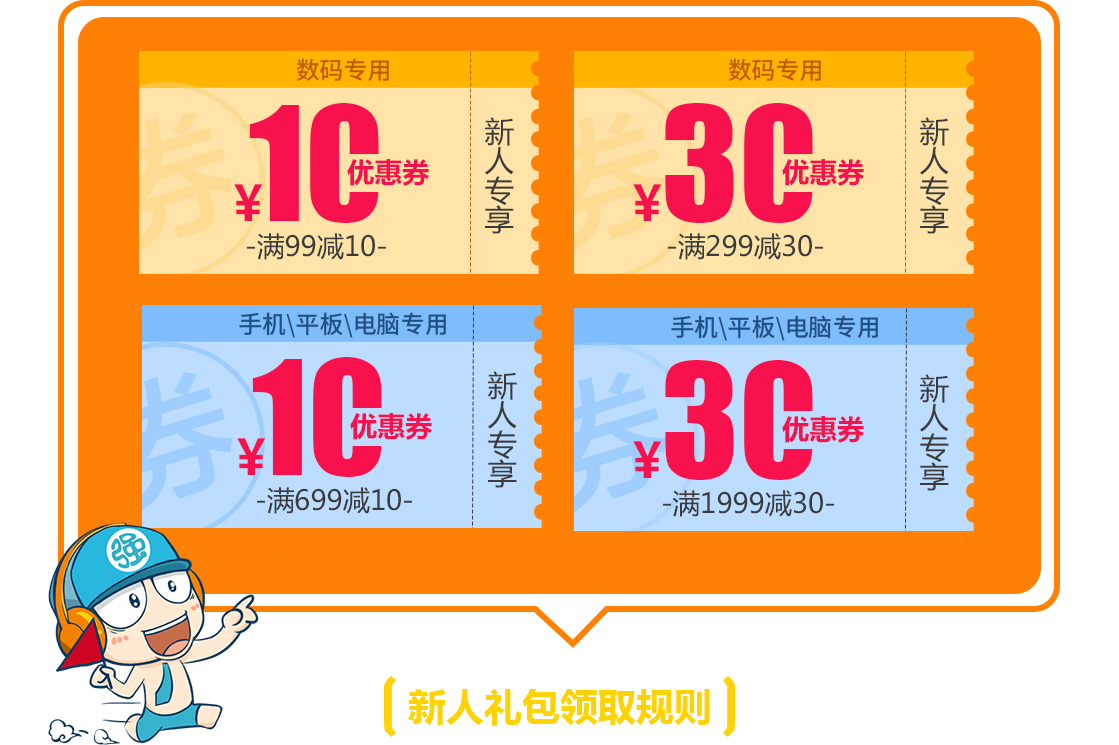 数码专用
券
¥10优惠券
-满99减10-
新人专享
数码专用
券
¥30优惠券
-满299减30-
新人专享
手机\平板\电脑专用
券
¥10优惠券
-满699减10-
新人专享
手机\平板\电脑专用
券
¥30优惠券
-满1999减30-
新人专享
强
【新人礼包领取规则】